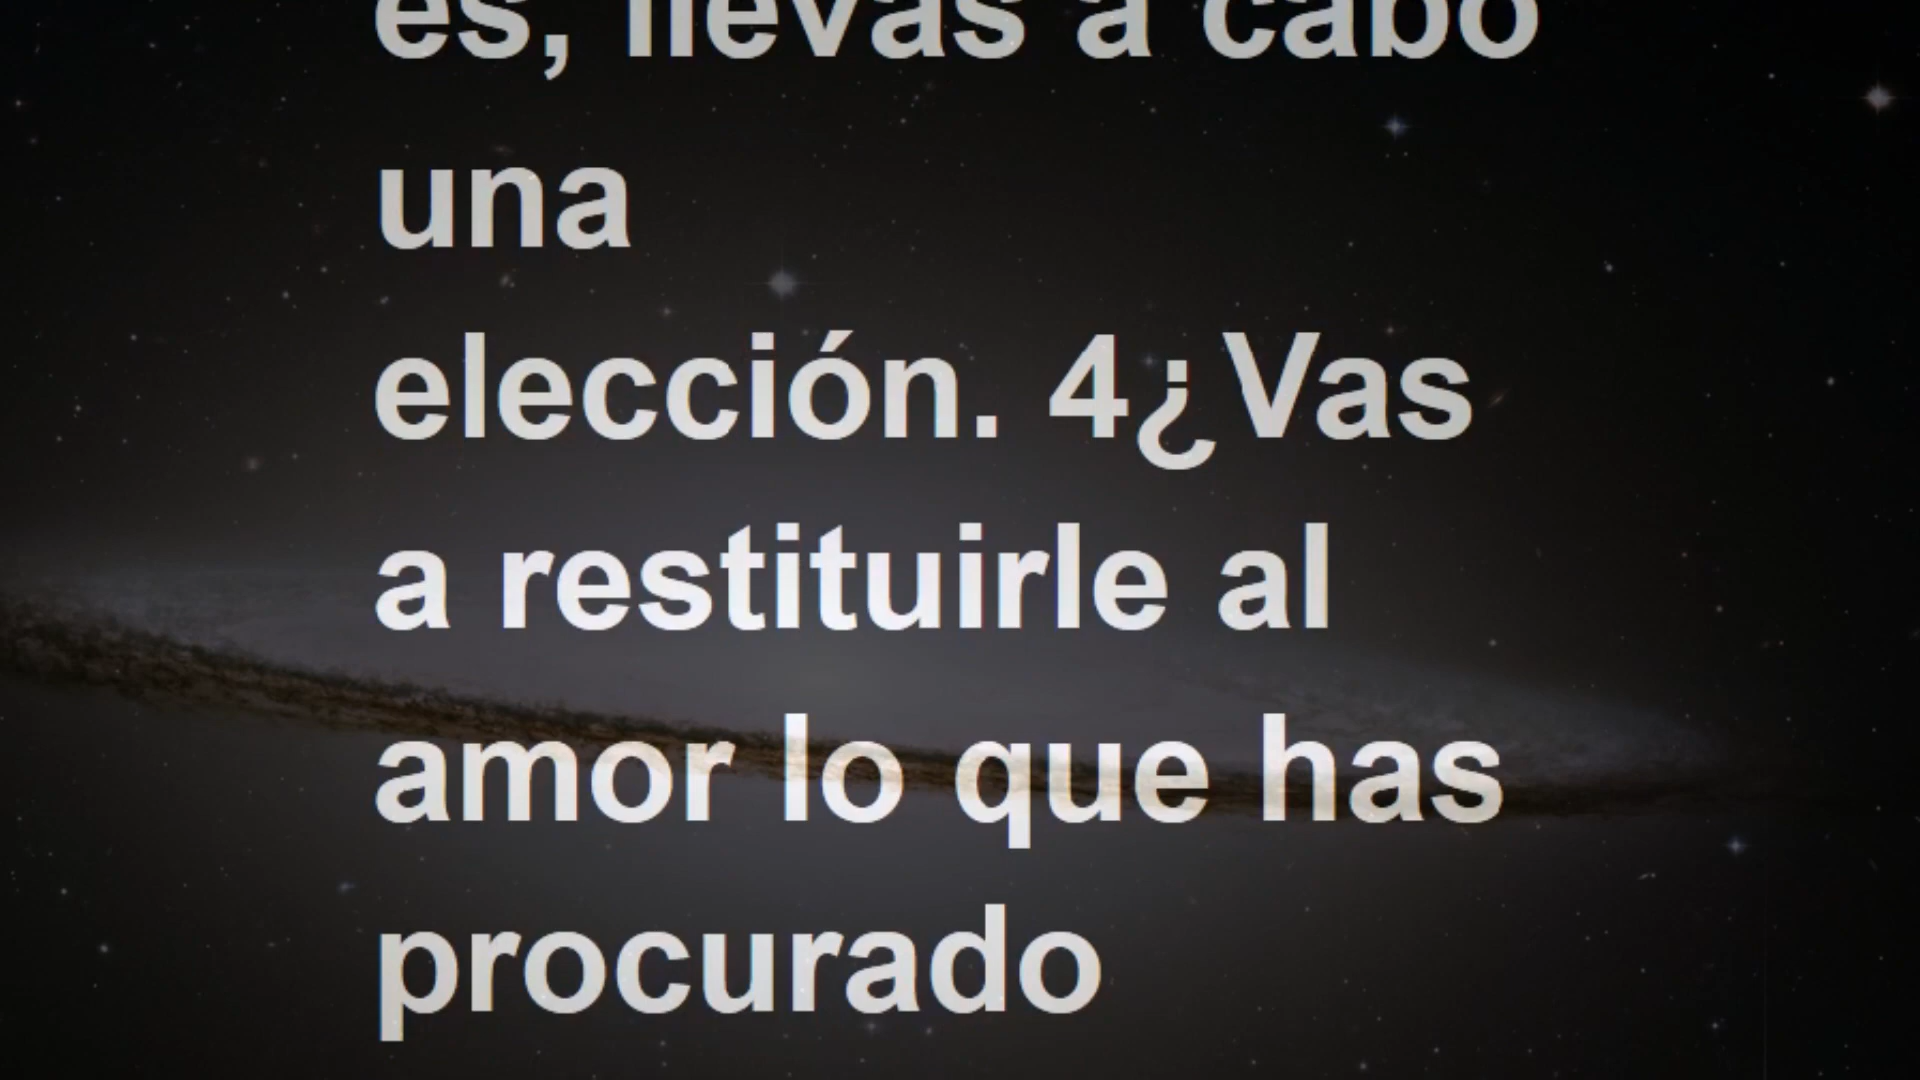 es, llevas a cabo
una
elección. 4¿Vas
a restituirle al
amor lo que has
procurado